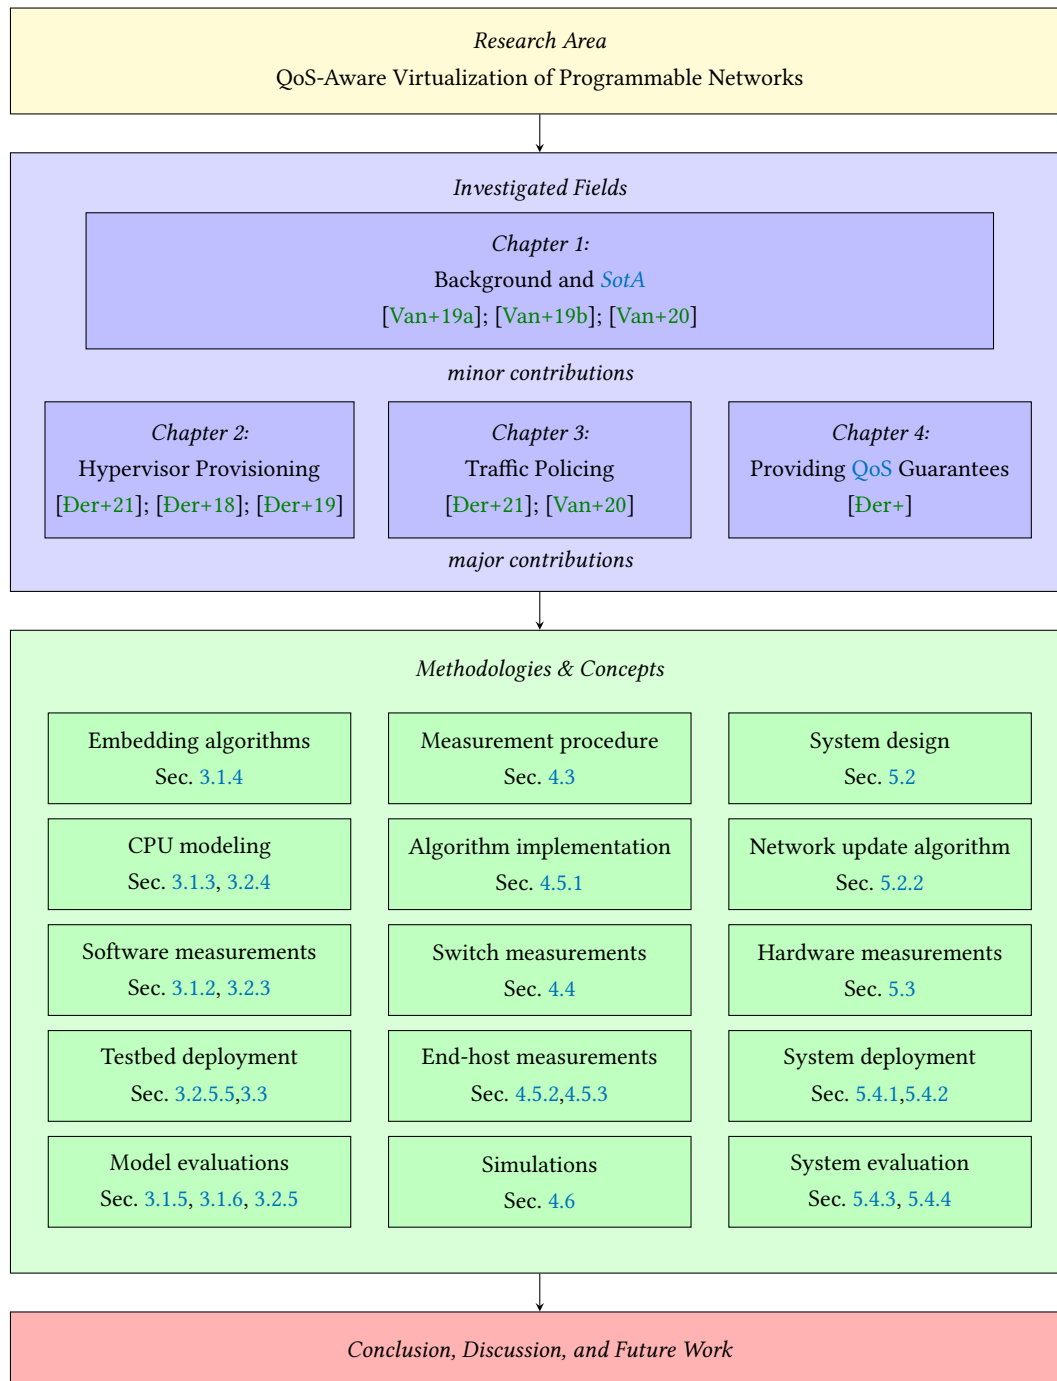 Research Area
QoS-Aware Virtualization of Programmable Networks
Investigated Fields
Chapter 1:
Background and SotA
[Van+19a]; [Van+19b]; [Van+20]
minor contributions
Chapter 2:
Hypervisor Provisioning
[Đer+21]; [Đer+18]; [Đer+19]
Chapter 3:
Traffic Policing
[Đer+21]; [Van+20]
Chapter 4:
Providing QoS Guarantees
[Đer+]
major contributions
Methodologies & Concepts
Embedding algorithms
Sec. 3.1.4
Measurement procedure
Sec. 4.3
System design
Sec. 5.2
CPU modeling
Sec. 3.1.3, 3.2.4
Algorithm implementation
Sec. 4.5.1
Network update algorithm
Sec. 5.2.2
Software measurements
Sec. 3.1.2, 3.2.3
Switch measurements
Sec. 4.4
Hardware measurements
Sec. 5.3
Testbed deployment
Sec. 3.2.5.5,3.3
End-host measurements
Sec. 4.5.2,4.5.3
System deployment
Sec. 5.4.1,5.4.2
Model evaluations
Sec. 3.1.5, 3.1.6, 3.2.5
Simulations
Sec. 4.6
System evaluation
Sec. 5.4.3, 5.4.4
Conclusion, Discussion, and Future Work